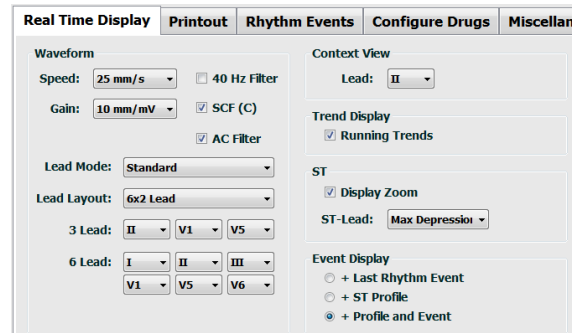 Real Time Display Printout Rhythm Events Configure Drugs Miscellan
Waveform
Speed: 25 mm/s 40 Hz Filter
Gain: 10 mm/mV SCF (C)
AC Filter
Lead Mode: Standard
Lead Layout: 6x2 Lead
3 Lead: II V1 V5
6 Lead: I II III
V1 V5 V6
Context View
Lead: II
Trend Display
Running Trends
ST
Display Zoom
ST-Lead: Max Depression
Event Display
+ Last Rhythm Event
+ ST Profile
+ Profile and Event